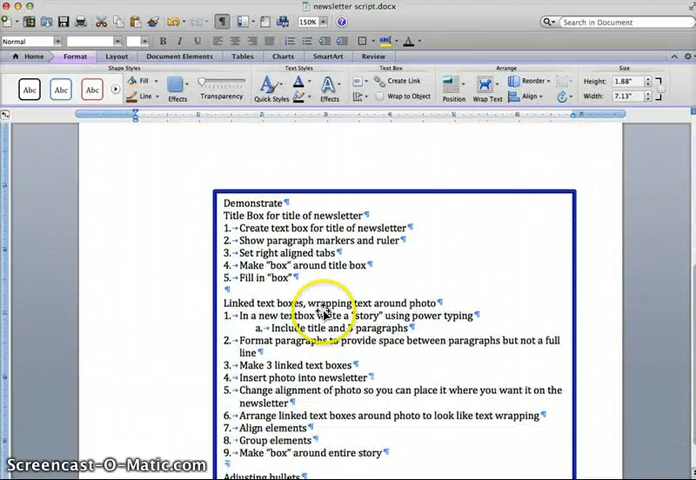 newsletter script.docx
150%
Search in Document
Normal
Home Format Layout Document Elements Tables Charts SmartArt Review
Shape Styles Text Styles Text Box Arrange Size
Abc Abc Abc Fill Line Effects Transparency Quick Styles A Effects Create Link Wrap to Object Position Wrap Text Reorder Align Height: 1.88" Width: 7.13"
Demonstrate¶
Title Box for title of newsletter¶
1.→Create text box for title of newsletter¶
2.→Show paragraph markers and ruler¶
3.→Set right aligned tabs¶
4.→Make "box" around title box¶
5.→Fill in "box"¶
¶
Linked text boxes, wrapping text around photo¶
1.→In a new textbox write a "story" using power typing¶
a.→Include title and 3 paragraphs¶
2.→Format paragraphs to provide space between paragraphs but not a full
line¶
3.→Make 3 linked text boxes¶
4.→Insert photo into newsletter¶
5.→Change alignment of photo so you can place it where you want it on the
newsletter¶
6.→Arrange linked text boxes around photo to look like text wrapping¶
7.→Align elements¶
8.→Group elements¶
9.→Make "box" around entire story¶
¶
Adjusting bullets¶
Screencast-O-Matic.com